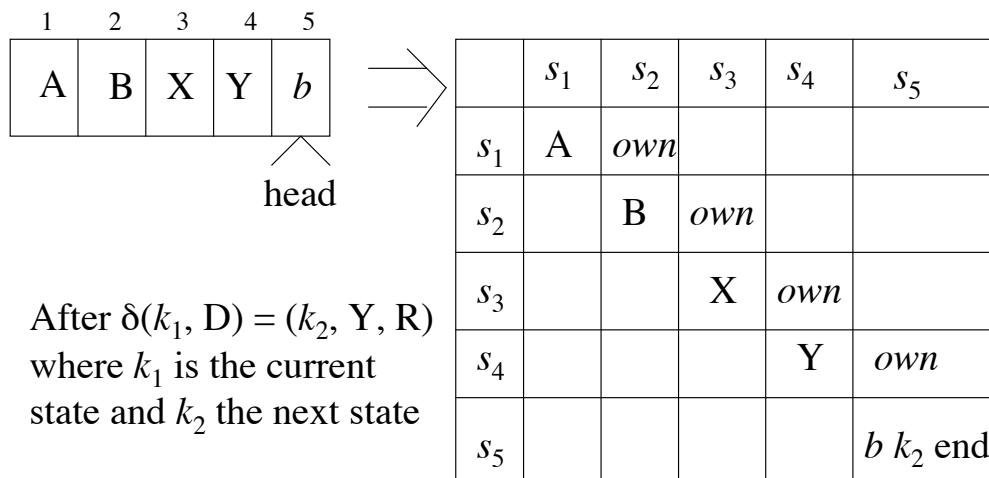 1 2 3 4 5
A B X Y b
head
After δ(k₁, D) = (k₂, Y, R)
where k₁ is the current
state and k₂ the next state
s₁ s₂ s₃ s₄ s₅
s₁ A own
s₂ B own
s₃ X own
s₄ Y own
s₅ b k₂ end